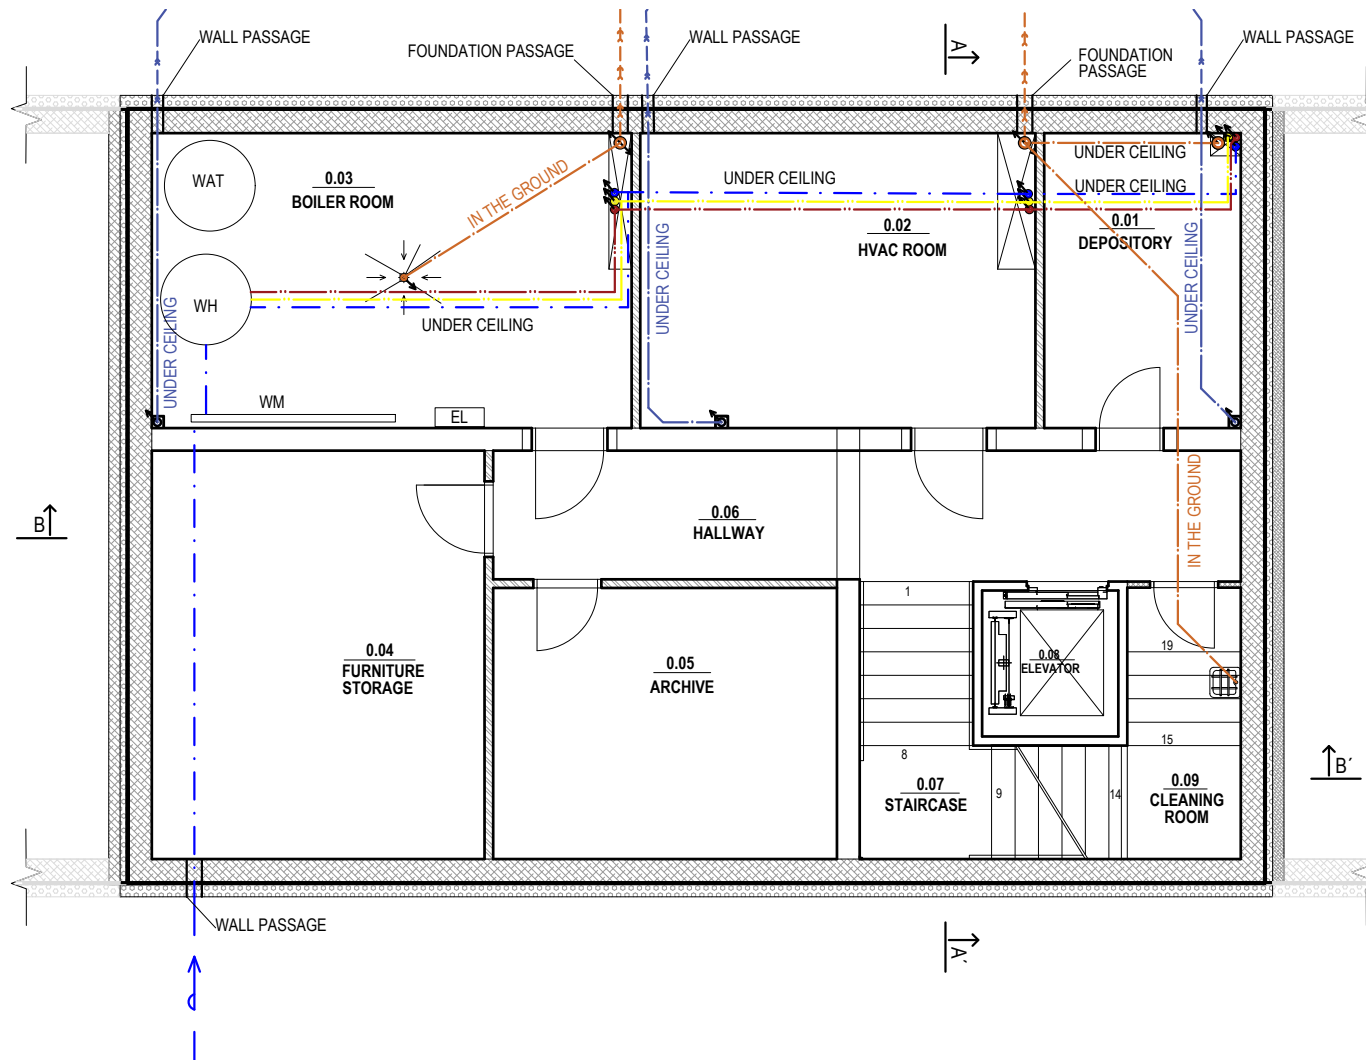 WALL PASSAGE
FOUNDATION PASSAGE
WALL PASSAGE
A
FOUNDATION
PASSAGE
WALL PASSAGE
WAT
0.03
BOILER ROOM
IN THE GROUND
UNDER CEILING
UNDER CEILING
UNDER CEILING
0.02
HVAC ROOM
0.01
DEPOSITORY
WH
UNDER CEILING
UNDER CEILING
UNDER CEILING
UNDER CEILING
WM
EL
B
0.06
HALLWAY
IN THE GROUND
1
0.04
FURNITURE
STORAGE
0.05
ARCHIVE
0.08
ELEVATOR
19
15
8
0.07
STAIRCASE
9
14
0.09
CLEANING
ROOM
B´
WALL PASSAGE
A´